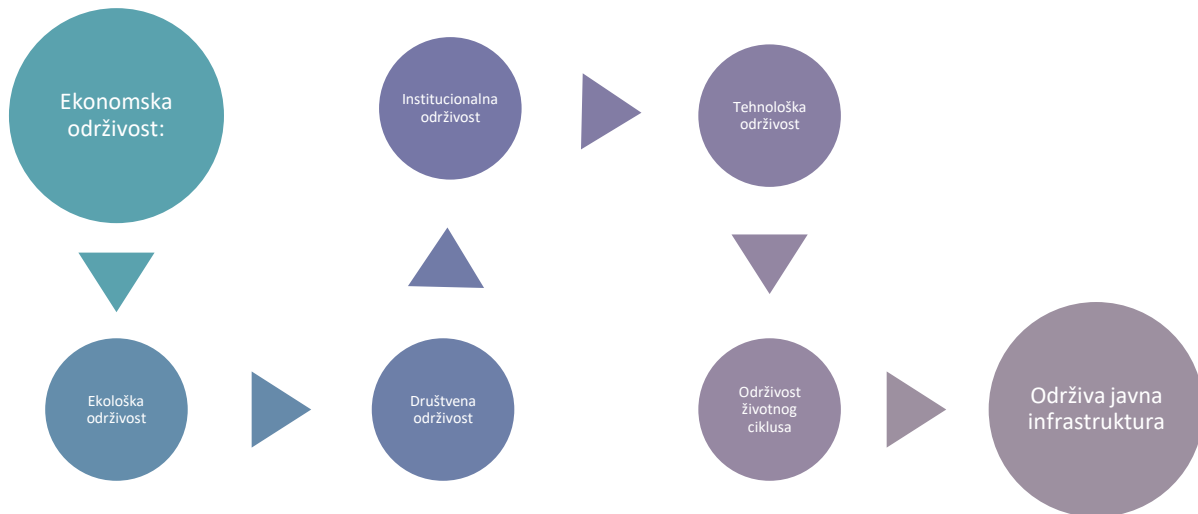 Ekonomska
održivost:
Ekološka
održivost
Društvena
održivost
Institucionalna
održivost
Tehnološka
održivost
Održivost
životnog
ciklusa
Održiva javna
infrastruktura